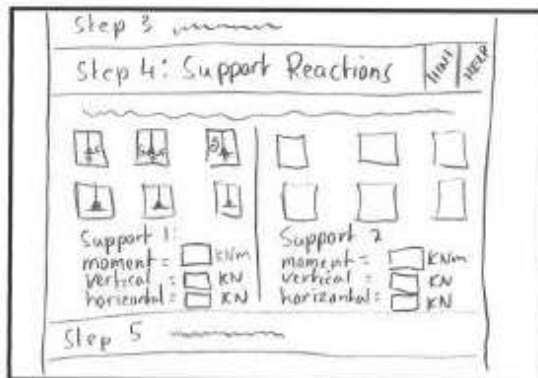 Step 3
Step 4: Support Reactions
HINT
HELP
Support 1:
moment = KNm
vertical = KN
horizontal = KN
Support 2
moment = KNm
vertical = KN
horizontal = KN
Step 5